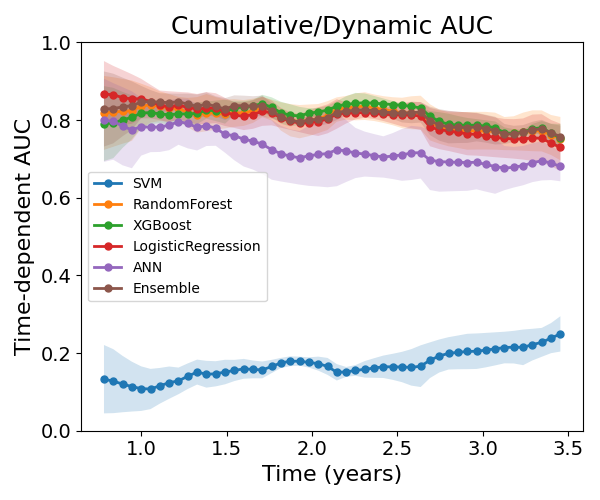 Cumulative/Dynamic AUC
Time-dependent AUC
1.0
0.8
0.6
0.4
0.2
0.0
SVM
RandomForest
XGBoost
LogisticRegression
ANN
Ensemble
1.0 1.5 2.0 2.5 3.0 3.5
Time (years)